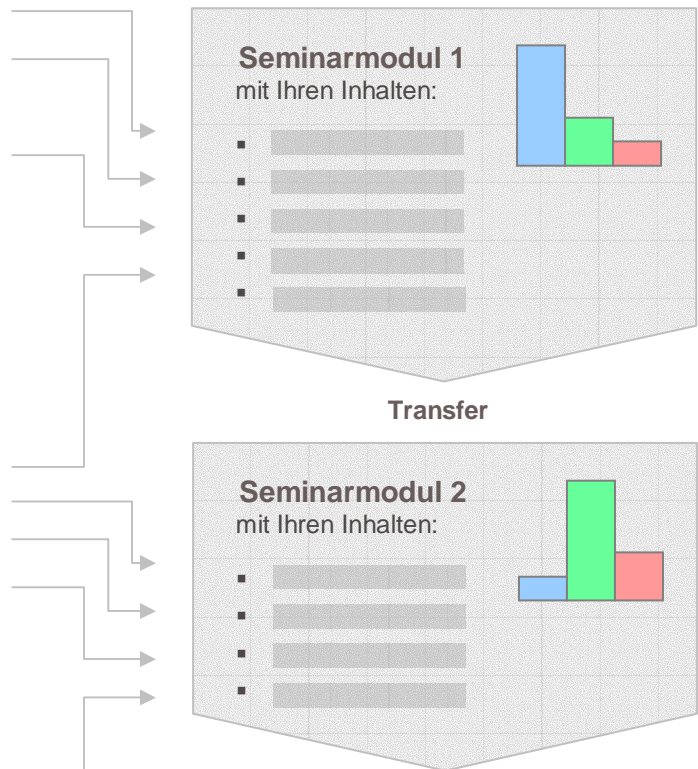 Seminarmodul 1
mit Ihren Inhalten:
Transfer
Seminarmodul 2
mit Ihren Inhalten: